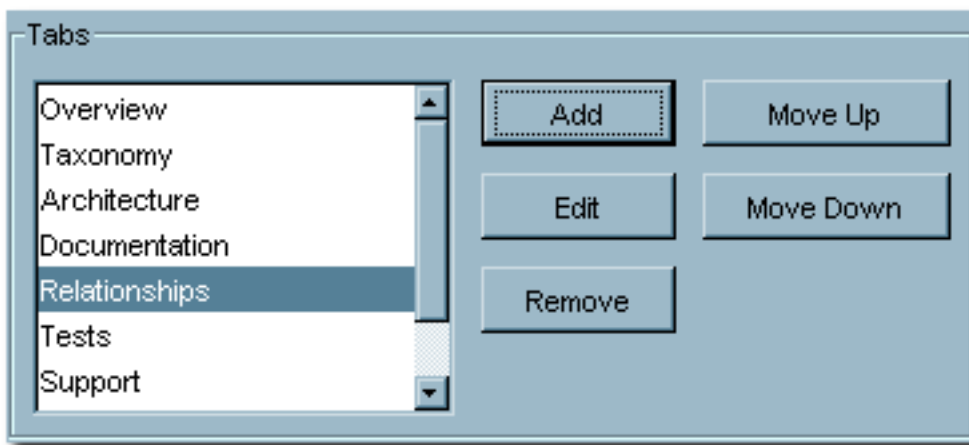 Tabs
Overview
Taxonomy
Architecture
Documentation
Relationships
Tests
Support
Add
Move Up
Edit
Move Down
Remove